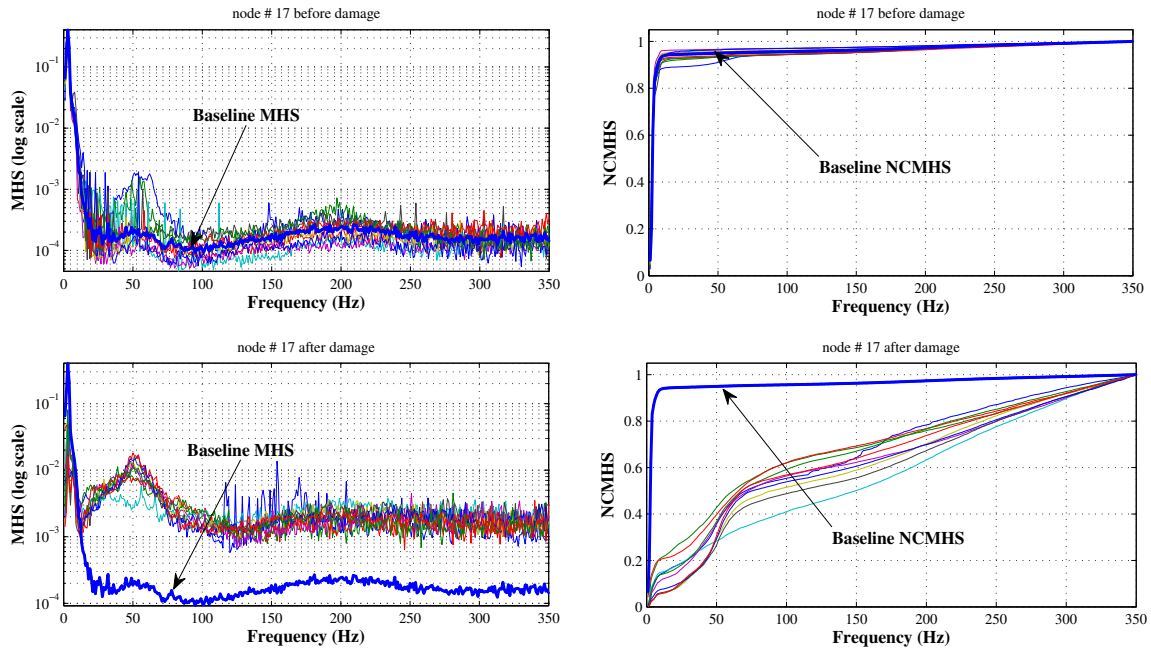 node # 17 before damage
MHS (log scale)
10⁻¹
10⁻²
10⁻³
10⁻⁴
Baseline MHS
0 50 100 150 200 250 300 350
Frequency (Hz)
node # 17 before damage
NCMHS
1
0.8
0.6
0.4
0.2
0
Baseline NCMHS
0 50 100 150 200 250 300 350
Frequency (Hz)
node # 17 after damage
MHS (log scale)
10⁻¹
10⁻²
10⁻³
10⁻⁴
Baseline MHS
0 50 100 150 200 250 300 350
Frequency (Hz)
node # 17 after damage
NCMHS
1
0.8
0.6
0.4
0.2
0
Baseline NCMHS
0 50 100 150 200 250 300 350
Frequency (Hz)